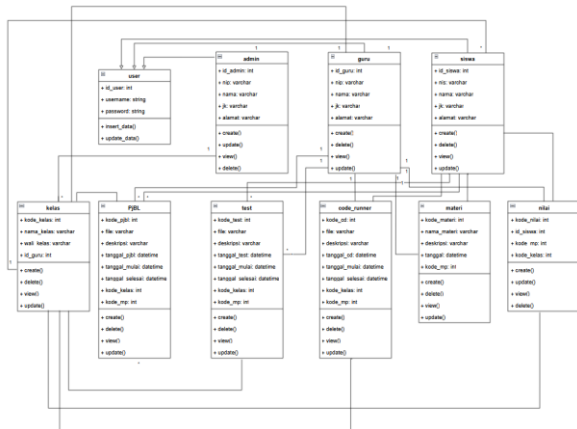 user
+ id_user: int
+ username: string
+ password: string
+ insert_data()
+ update_data()
admin
+ id_admin: int
+ nip: varchar
+ nama: varchar
+ jk: varchar
+ alamat: varchar
+ create()
+ update()
+ view()
+ delete()
guru
+ id_guru: int
+ nip: varchar
+ nama: varchar
+ jk: varchar
+ alamat: varchar
+ create()
+ delete()
+ view()
+ update()
siswa
+ id_siswa: int
+ nis: varchar
+ nama: varchar
+ jk: varchar
+ alamat: varchar
+ create()
+ delete()
+ view()
+ update()
kelas
+ kode_kelas: int
+ nama_kelas: varchar
+ wali_kelas: varchar
+ id_guru: int
+ create()
+ delete()
+ view()
+ update()
PjBL
+ kode_pjbl: int
+ file: varchar
+ deskripsi: varchar
+ tanggal_pjbl: datetime
+ tanggal_mulai: datetime
+ tanggal_selesai: datetime
+ kode_kelas: int
+ kode_mp: int
+ create()
+ delete()
+ view()
+ update()
test
+ kode_test: int
+ file: varchar
+ deskripsi: varchar
+ tanggal_test: datetime
+ tanggal_mulai: datetime
+ tanggal_selesai: datetime
+ kode_kelas: int
+ kode_mp: int
+ create()
+ delete()
+ view()
+ update()
code_runner
+ kode_cd: int
+ file: varchar
+ deskripsi: varchar
+ tanggal_cd: datetime
+ tanggal_mulai: datetime
+ tanggal_selesai: datetime
+ kode_kelas: int
+ kode_mp: int
+ create()
+ delete()
+ view()
+ update()
materi
+ kode_materi: int
+ nama_materi: varchar
+ deskripsi: varchar
+ tanggal: datetime
+ kode_mp: int
+ create()
+ delete()
+ view()
+ update()
nilai
+ kode_nilai: int
+ id_siswa: int
+ kode_mp: int
+ kode_kelas: int
+ create()
+ update()
+ view()
+ delete()